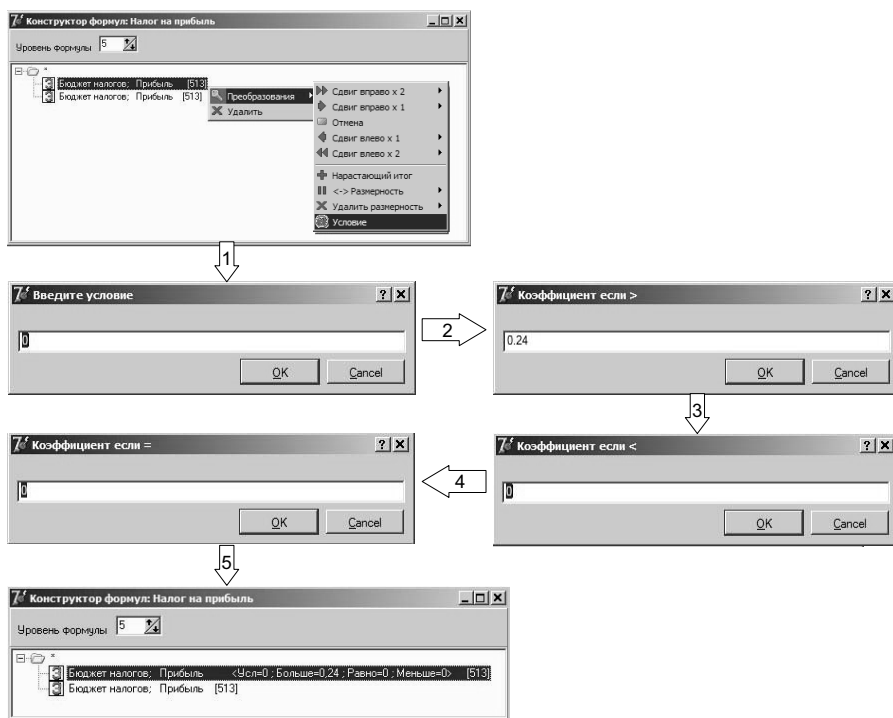 Конструктор формул: Налог на прибыль
Уровень формулы 5
*
Бюджет налогов; Прибыль [513]
Бюджет налогов; Прибыль [513]
Преобразования
Удалить
Сдвиг вправо x 2
Сдвиг вправо x 1
Отмена
Сдвиг влево x 1
Сдвиг влево x 2
Нарастающий итог
<-> Размерность
Удалить размерность
Условие
1
Введите условие
0
OK Cancel
2
Коэффициент если >
0.24
OK Cancel
3
Коэффициент если =
0
OK Cancel
4
Коэффициент если <
0
OK Cancel
5
Конструктор формул: Налог на прибыль
Уровень формулы 5
*
Бюджет налогов; Прибыль <Усл=0 ; Больше=0,24 ; Равно=0 ; Меньше=0> [513]
Бюджет налогов; Прибыль [513]